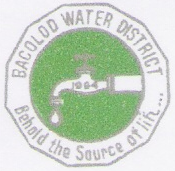 BACOLOD WATER DISTRICT
1984
Behold the Source of life...